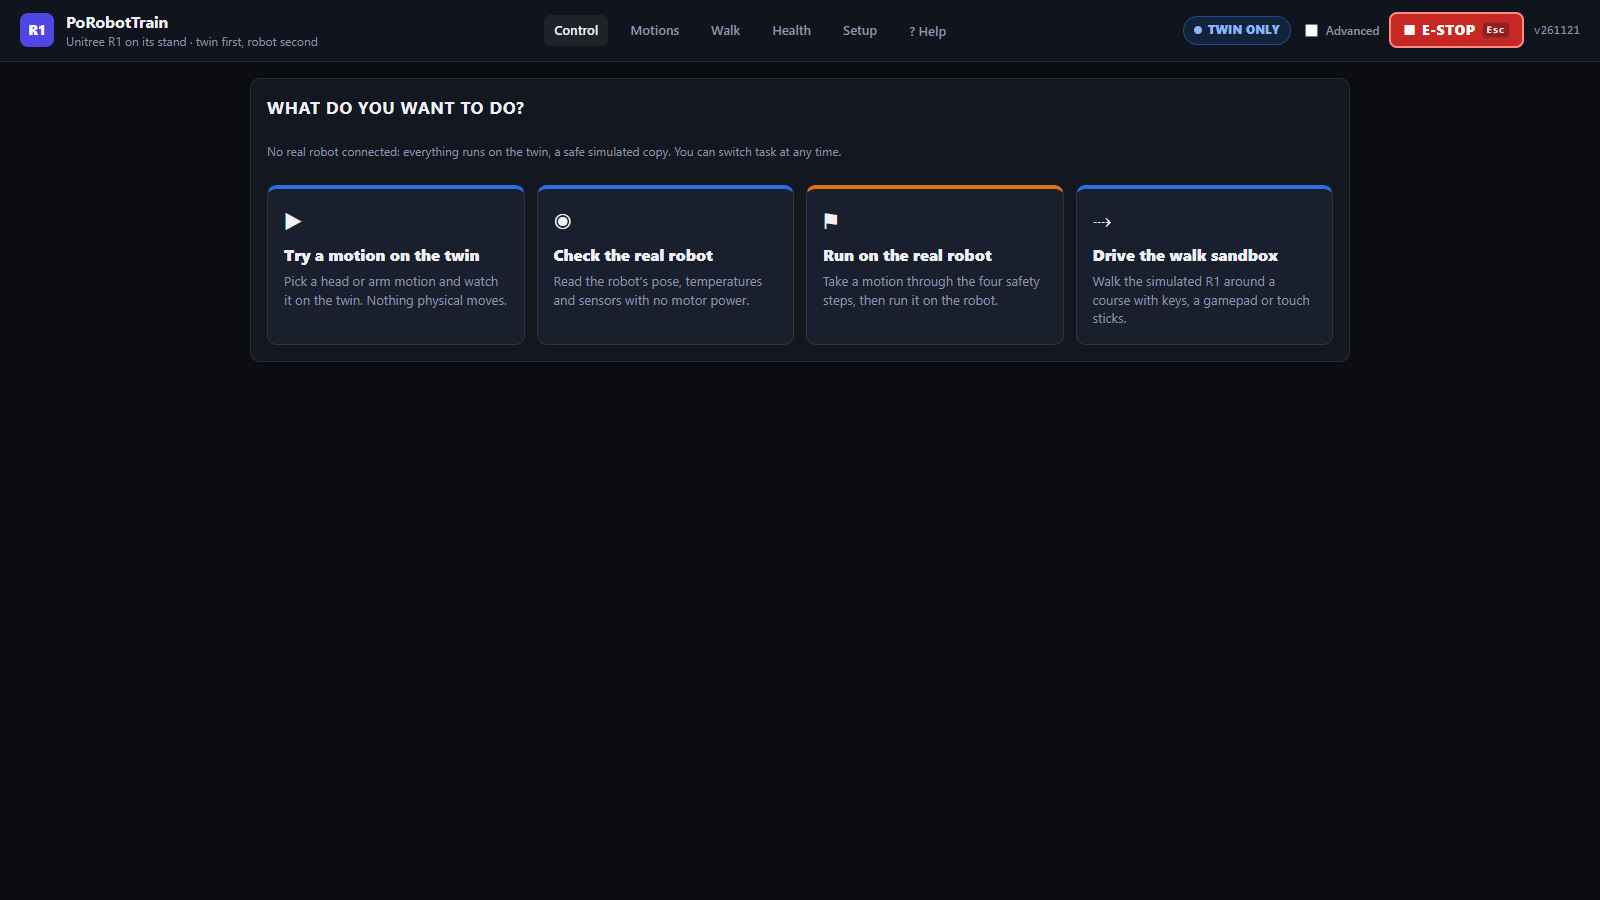 R1
PoRobotTrain
Unitree R1 on its stand · twin first, robot second
Control
Motions
Walk
Health
Setup
? Help
TWIN ONLY
Advanced
E-STOP Esc
v261121
WHAT DO YOU WANT TO DO?
No real robot connected: everything runs on the twin, a safe simulated copy. You can switch task at any time.
Try a motion on the twin
Pick a head or arm motion and watch
it on the twin. Nothing physical moves.
Check the real robot
Read the robot's pose, temperatures
and sensors with no motor power.
Run on the real robot
Take a motion through the four safety
steps, then run it on the robot.
Drive the walk sandbox
Walk the simulated R1 around a
course with keys, a gamepad or touch
sticks.